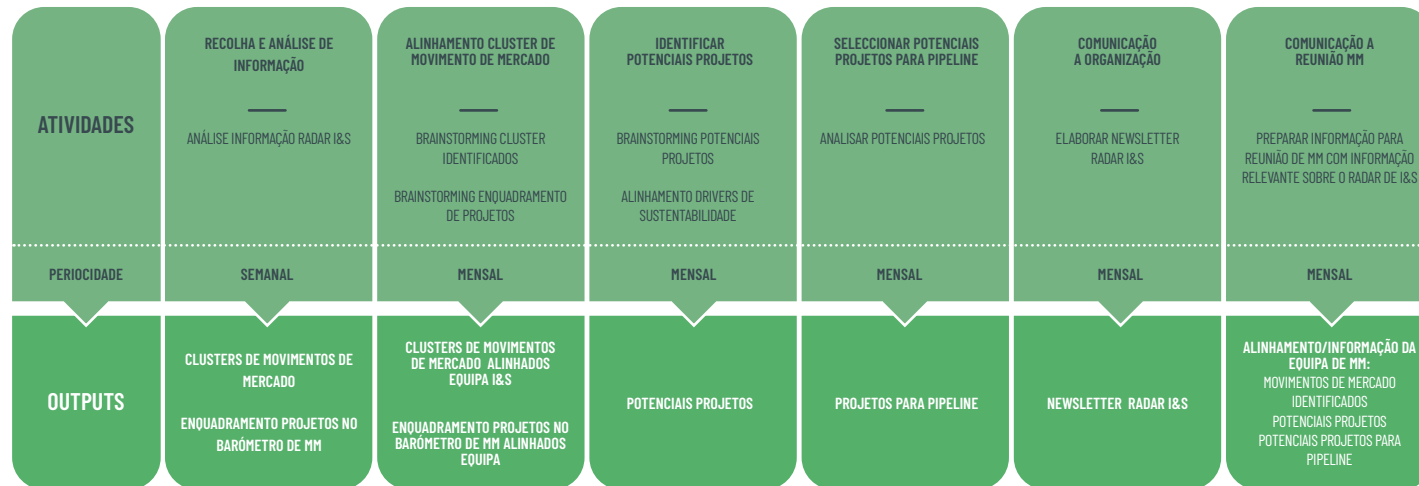 ATIVIDADES
RECOLHA E ANÁLISE DE
INFORMAÇÃO
ANÁLISE INFORMAÇÃO RADAR I&S
ALINHAMENTO CLUSTER DE
MOVIMENTO DE MERCADO
BRAINSTORMING CLUSTER
IDENTIFICADOS
BRAINSTORMING ENQUADRAMENTO
DE PROJETOS
IDENTIFICAR
POTENCIAIS PROJETOS
BRAINSTORMING POTENCIAIS
PROJETOS
ALINHAMENTO DRIVERS DE
SUSTENTABILIDADE
SELECCIONAR POTENCIAIS
PROJETOS PARA PIPELINE
ANALISAR POTENCIAIS PROJETOS
COMUNICAÇÃO
A ORGANIZAÇÃO
ELABORAR NEWSLETTER
RADAR I&S
COMUNICAÇÃO A
REUNIÃO MM
PREPARAR INFORMAÇÃO PARA
REUNIÃO DE MM COM INFORMAÇÃO
RELEVANTE SOBRE O RADAR DE I&S
PERIOCIDADE
SEMANAL
MENSAL
MENSAL
MENSAL
MENSAL
MENSAL
OUTPUTS
CLUSTERS DE MOVIMENTOS DE
MERCADO
ENQUADRAMENTO PROJETOS NO
BARÓMETRO DE MM
CLUSTERS DE MOVIMENTOS
DE MERCADO ALINHADOS
EQUIPA I&S
ENQUADRAMENTO PROJETOS NO
BARÓMETRO DE MM ALINHADOS
EQUIPA
POTENCIAIS PROJETOS
PROJETOS PARA PIPELINE
NEWSLETTER RADAR I&S
ALINHAMENTO/INFORMAÇÃO DA
EQUIPA DE MM:
MOVIMENTOS DE MERCADO
IDENTIFICADOS
POTENCIAIS PROJETOS
POTENCIAIS PROJETOS PARA
PIPELINE